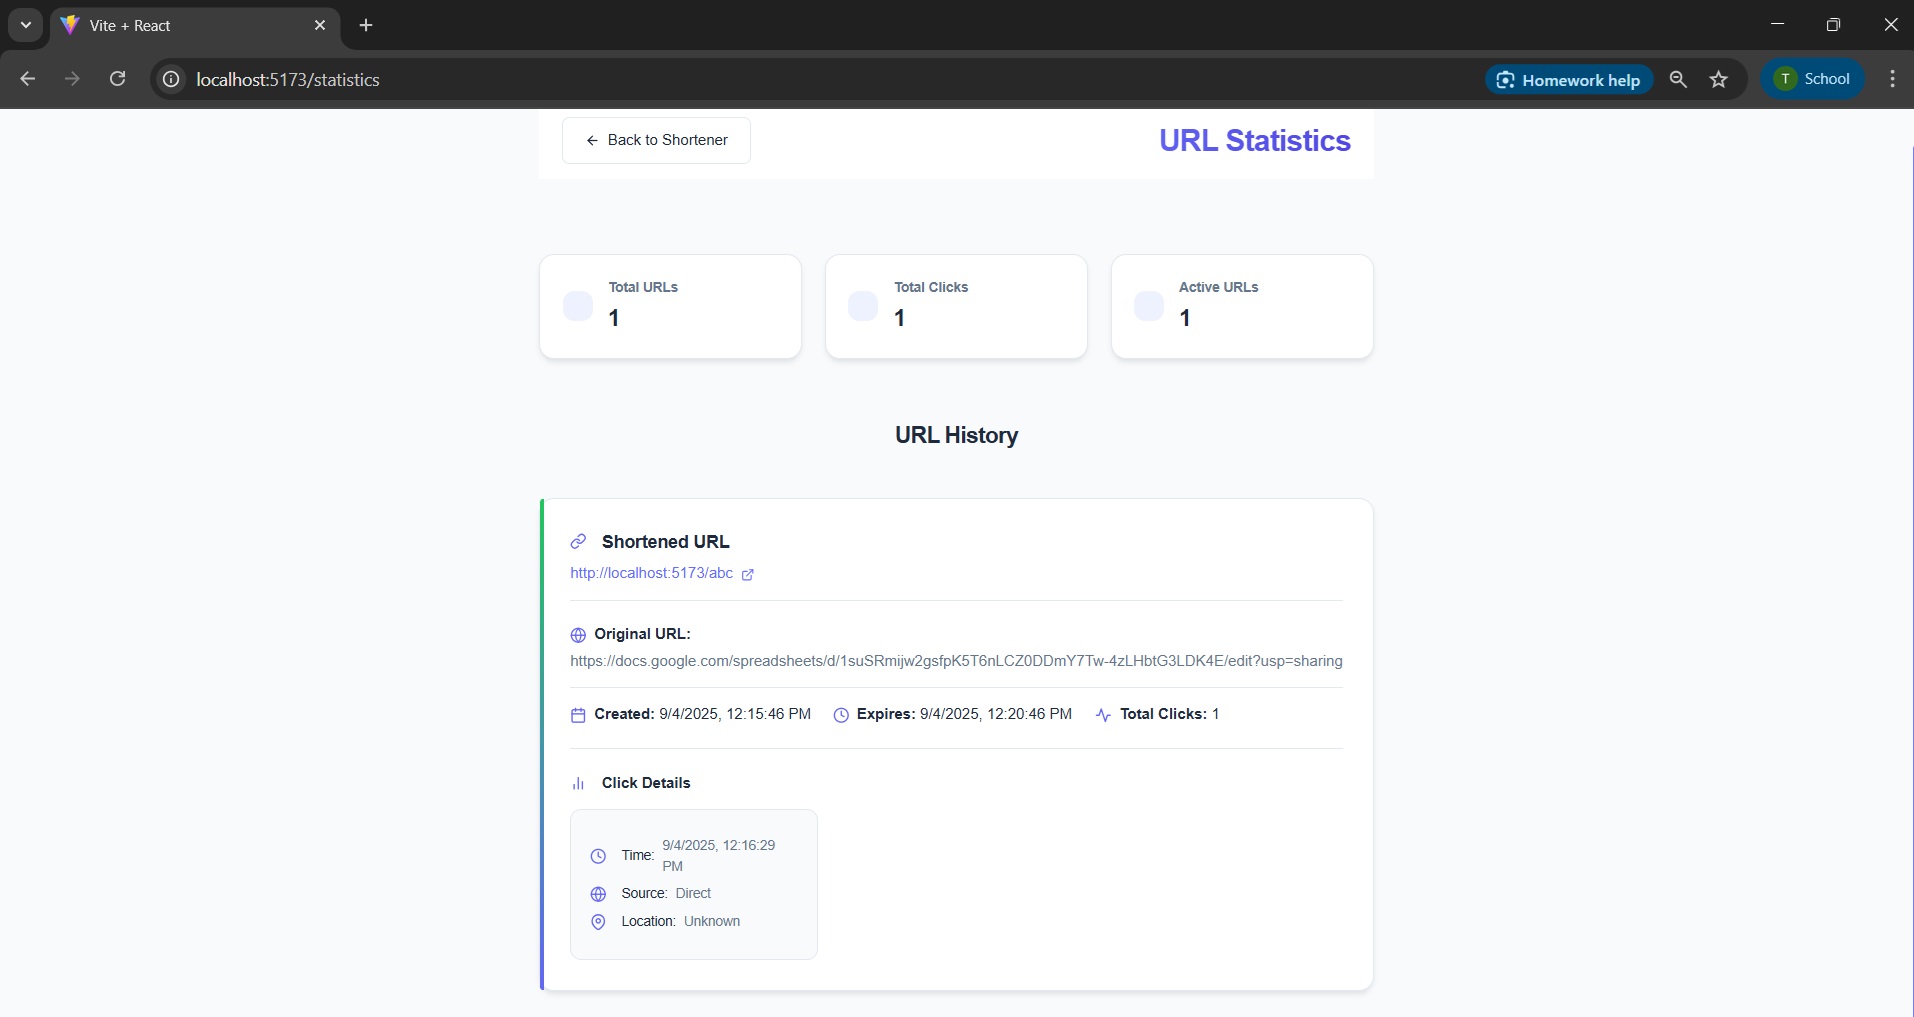 Vite + React
localhost:5173/statistics
Homework help
T School
Back to Shortener
URL Statistics
Total URLs
1
Total Clicks
1
Active URLs
1
URL History
Shortened URL
http://localhost:5173/abc
Original URL:
https://docs.google.com/spreadsheets/d/1suSRmijw2gsfpK5T6nLCZ0DDmY7Tw-4zLHbtG3LDK4E/edit?usp=sharing
Created: 9/4/2025, 12:15:46 PM Expires: 9/4/2025, 12:20:46 PM Total Clicks: 1
Click Details
Time: 9/4/2025, 12:16:29
PM
Source: Direct
Location: Unknown